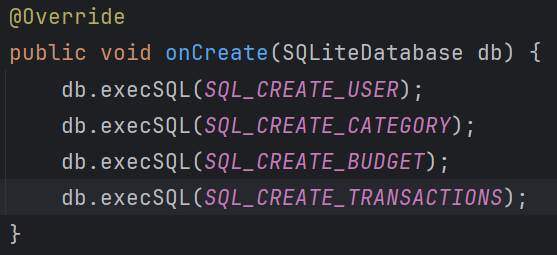 @Override
public void onCreate(SQLiteDatabase db) {
    db.execSQL(SQL_CREATE_USER);
    db.execSQL(SQL_CREATE_CATEGORY);
    db.execSQL(SQL_CREATE_BUDGET);
    db.execSQL(SQL_CREATE_TRANSACTIONS);
}